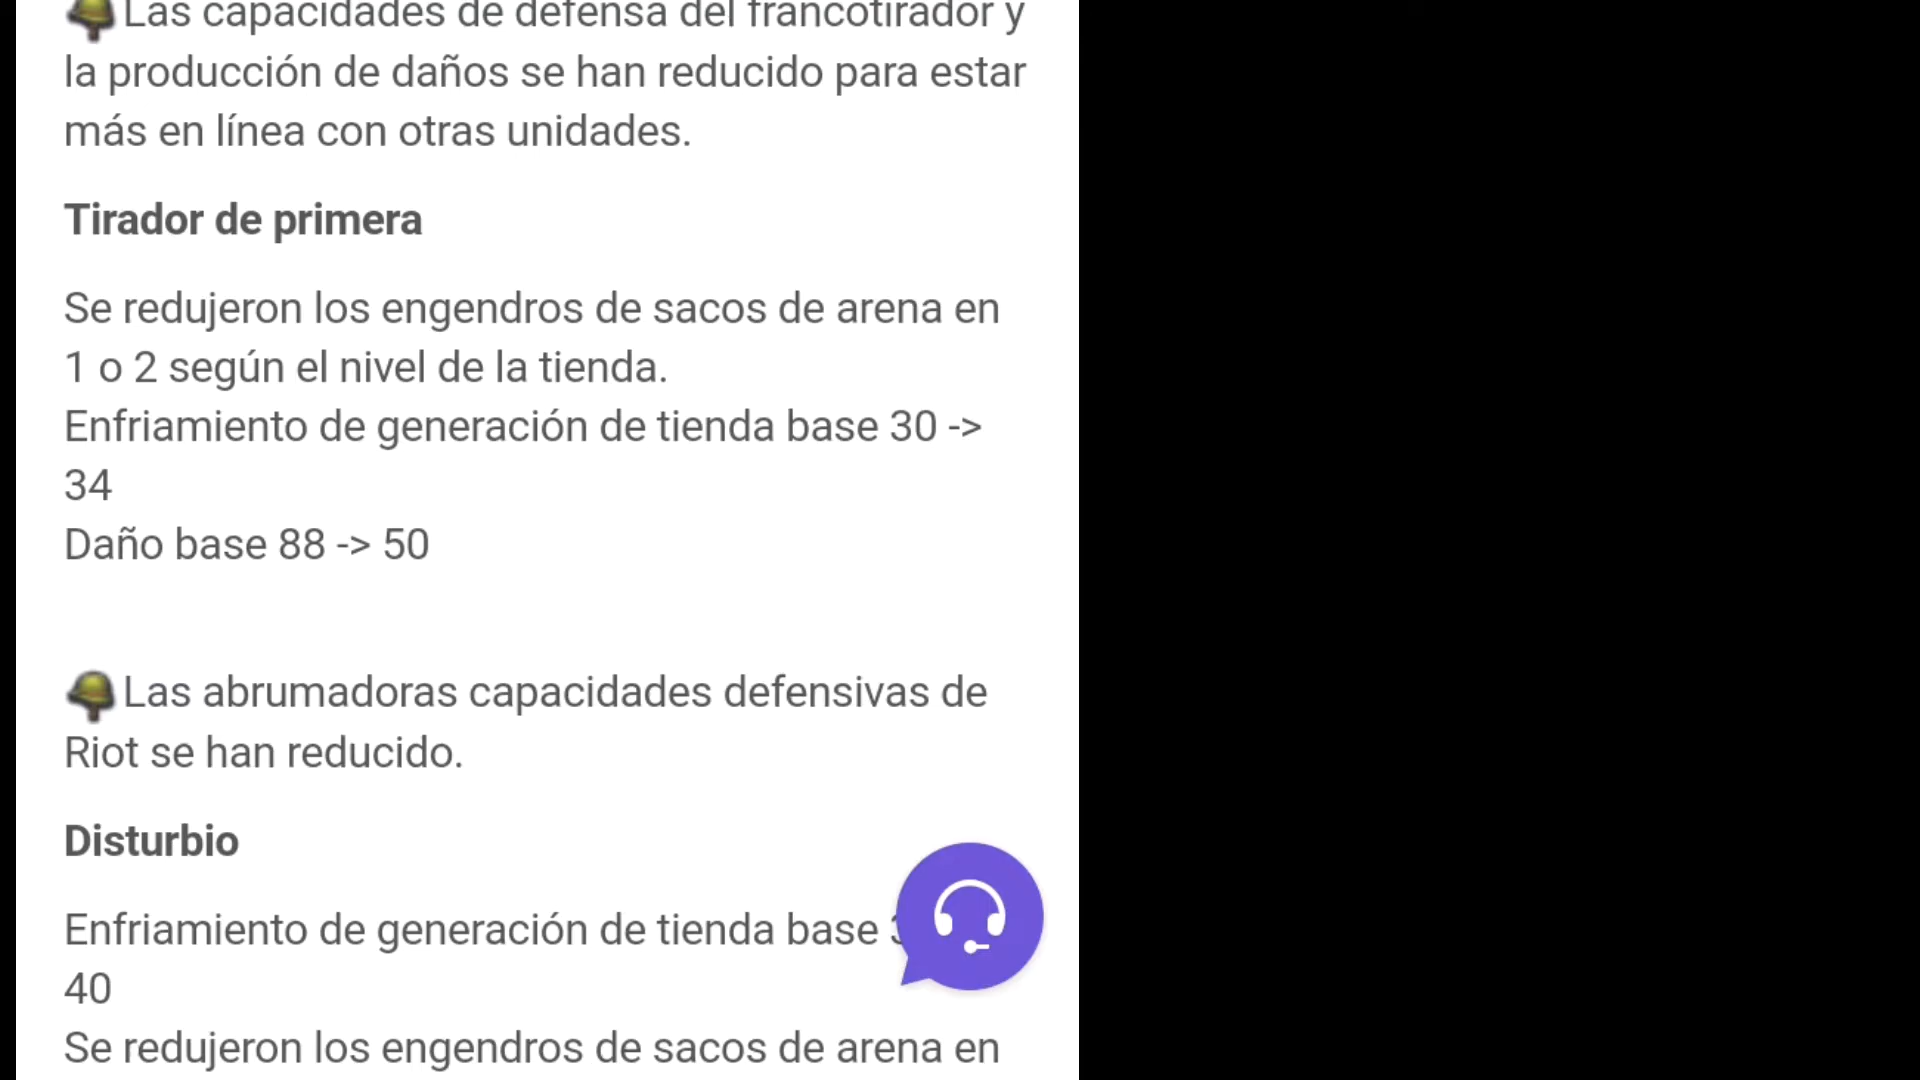 Las capacidades de defensa del francotirador y
la producción de daños se han reducido para estar
más en línea con otras unidades.
Tirador de primera
Se redujeron los engendros de sacos de arena en
1 o 2 según el nivel de la tienda.
Enfriamiento de generación de tienda base 30 ->
34
Daño base 88 -> 50
Las abrumadoras capacidades defensivas de
Riot se han reducido.
Disturbio
Enfriamiento de generación de tienda base
40
Se redujeron los engendros de sacos de arena en